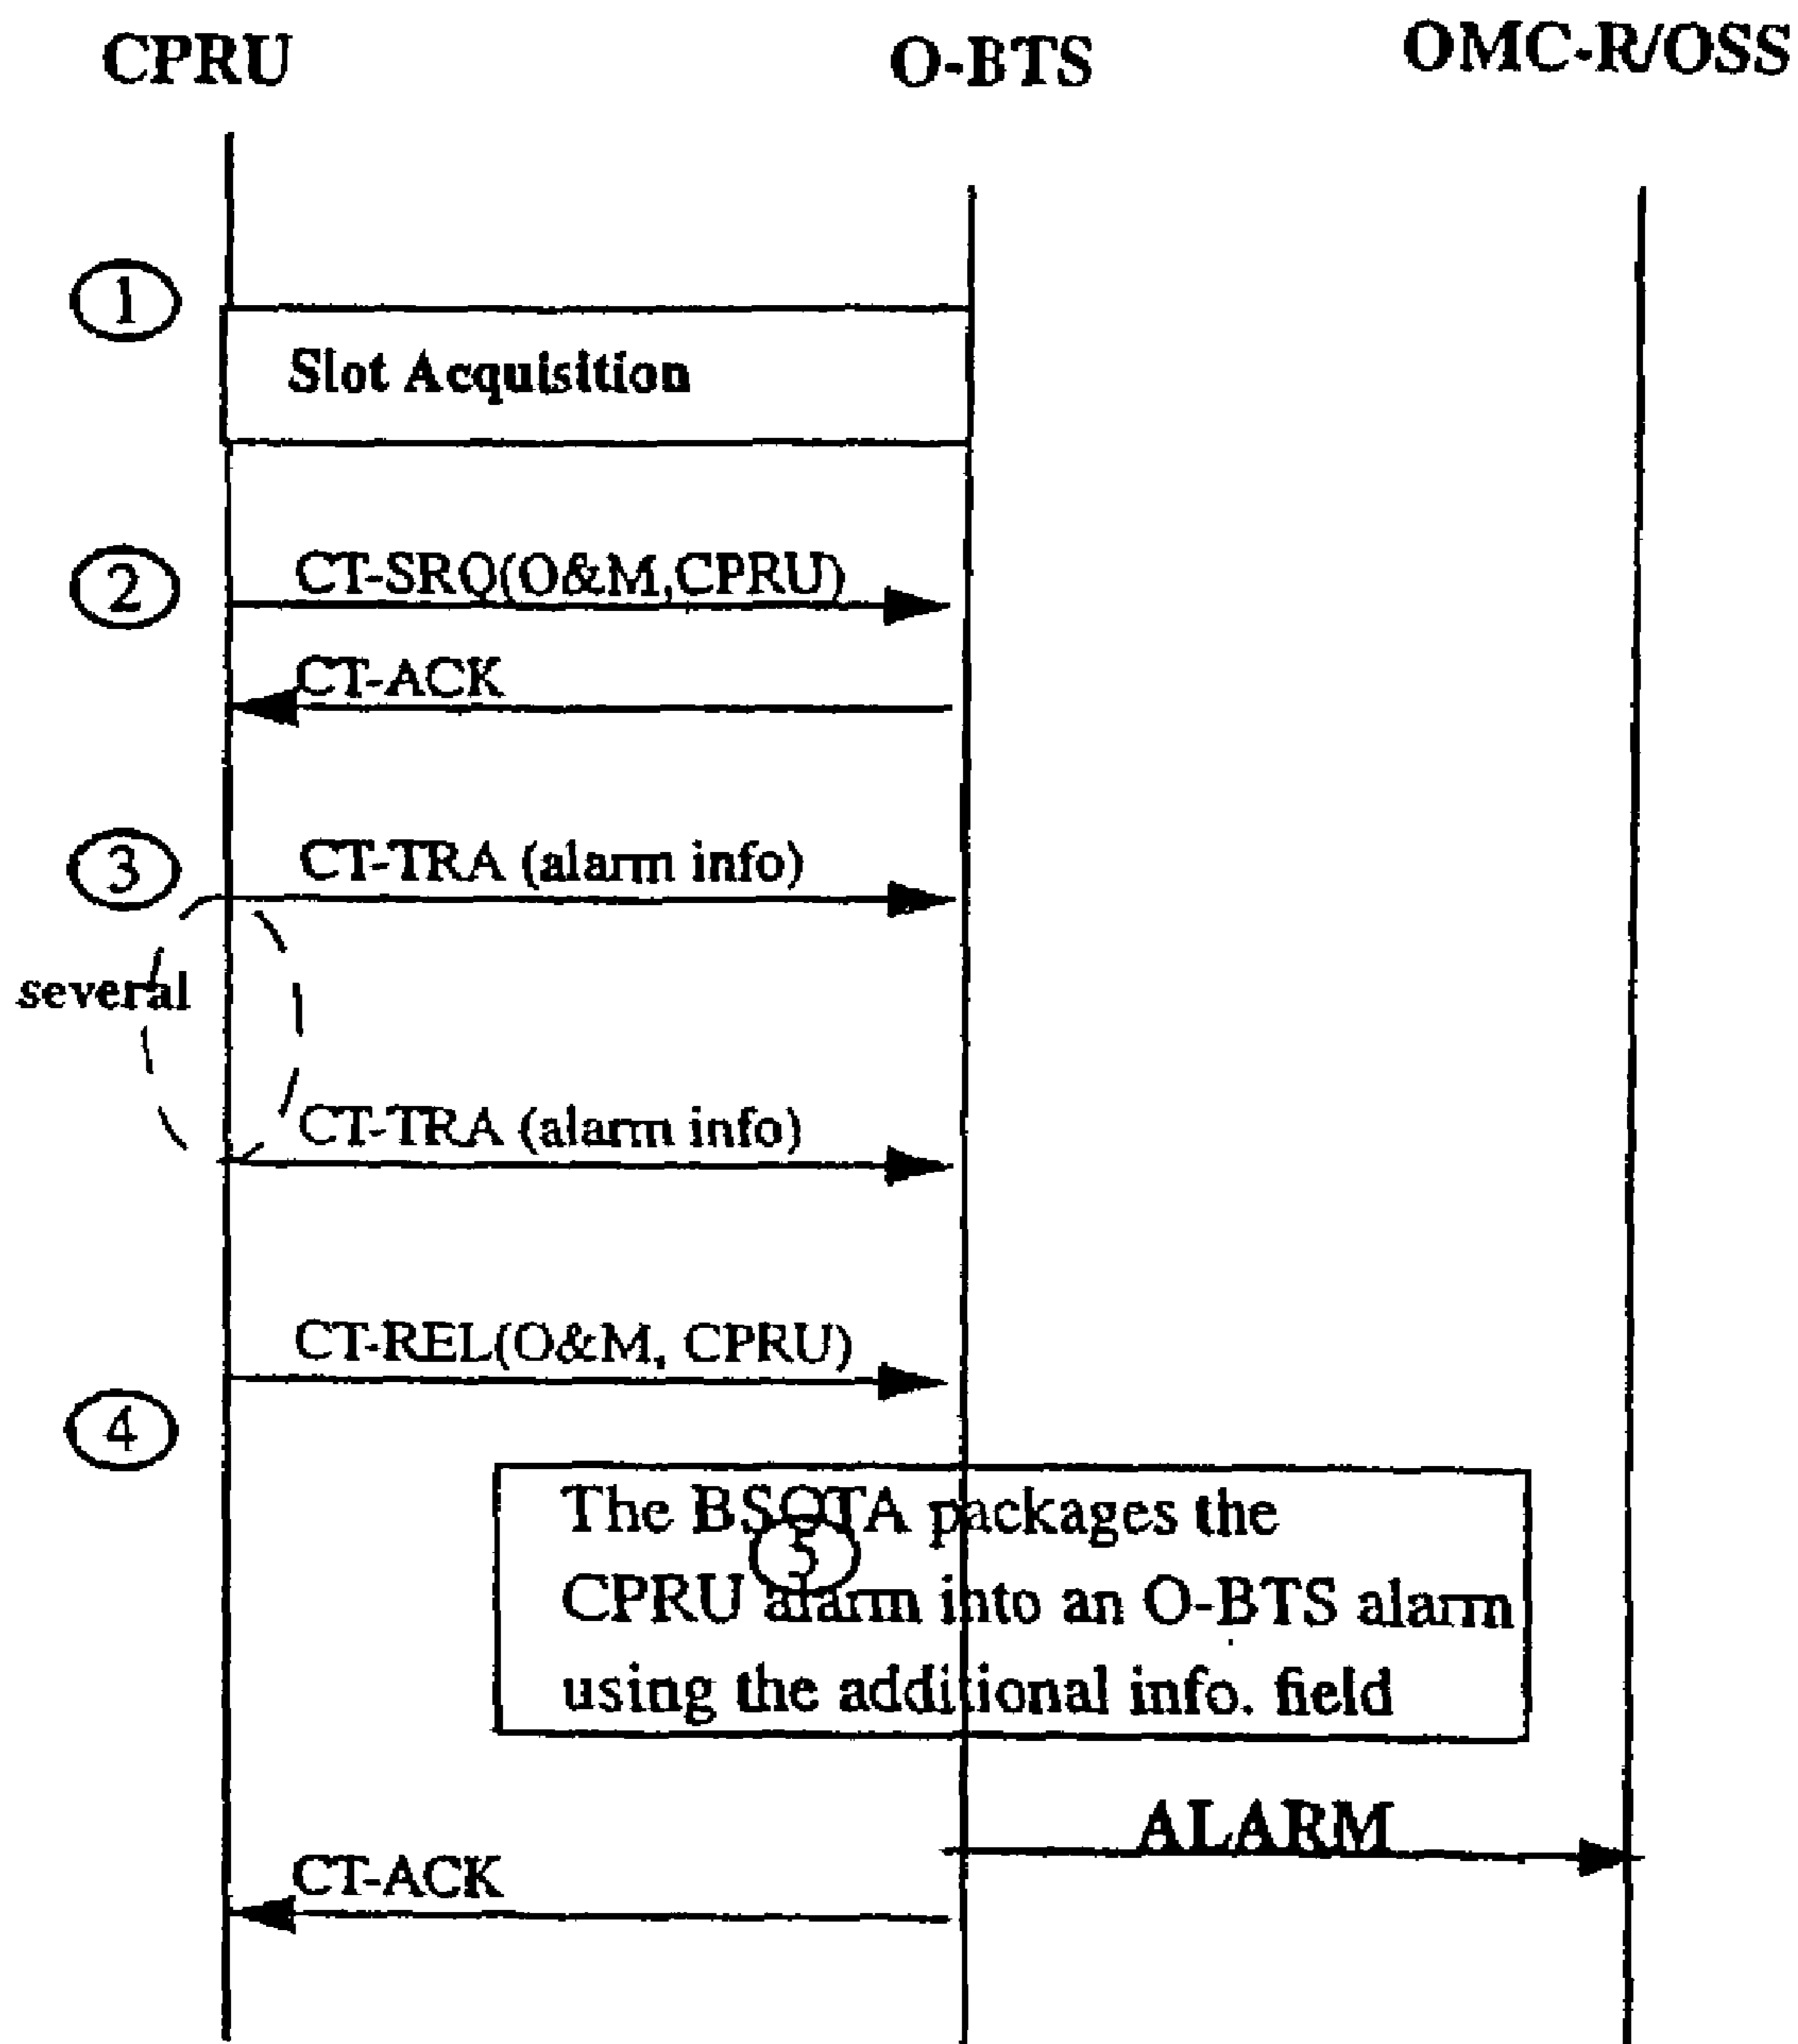 CPRU
O-BTS
OMC-R/OSS
1
Slot Acquisition
2
CT-SRQ(O&M,CPRU)
CT-ACK
3
CT-TRA (alarm info)
several
CT-TRA (alarm info)
CT-REL(O&M, CPRU)
4
The BSOTA packages the
5
CPRU alarm into an O-BTS alarm
using the additional info. field
ALARM
CT-ACK